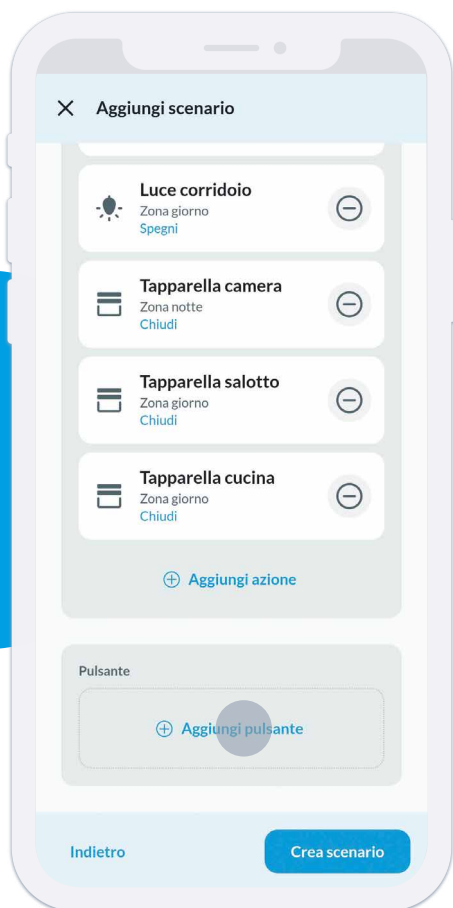 Aggiungi scenario
Luce corridoio
Zona giorno
Spegni
Tapparella camera
Zona notte
Chiudi
Tapparella salotto
Zona giorno
Chiudi
Tapparella cucina
Zona giorno
Chiudi
Aggiungi azione
Pulsante
Aggiungi pulsante
Indietro
Crea scenario